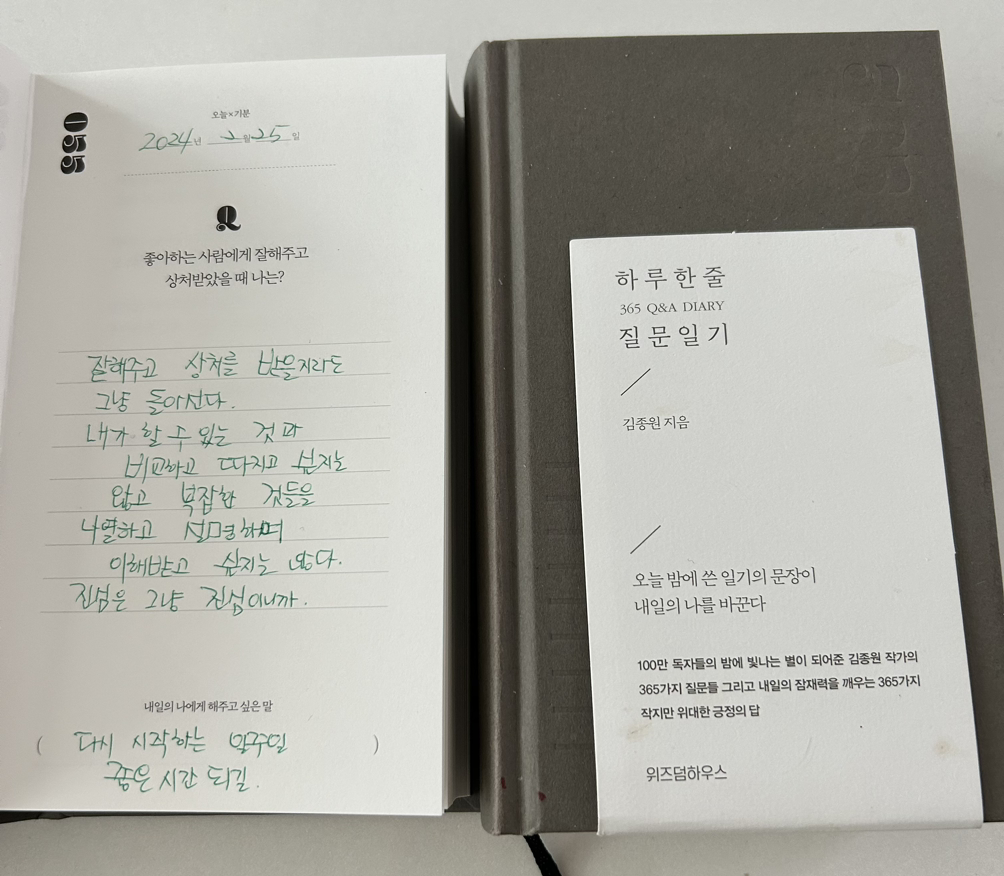 055
오늘×기분
2024년 2월 25일
Q
좋아하는 사람에게 잘해주고
상처받았을 때 나는?
잘해주고 상처를 받을지라도
그냥 돌아선다.
내가 할 수 있는 것과
비교하고 따지고 싶지는
않고 복잡한 것들을
나열하고 설명하며
이해받고 싶지는 않다.
진심은 그냥 진심이니까.
내일의 나에게 해주고 싶은 말
( 다시 시작하는 일주일 )
좋은 시간 되길.
하루 한 줄
365 Q&A DIARY
질문일기
김종원 지음
오늘 밤에 쓴 일기의 문장이
내일의 나를 바꾼다
100만 독자들의 밤에 빛나는 별이 되어준 김종원 작가의
365가지 질문들 그리고 내일의 잠재력을 깨우는 365가지
작지만 위대한 긍정의 답
위즈덤하우스